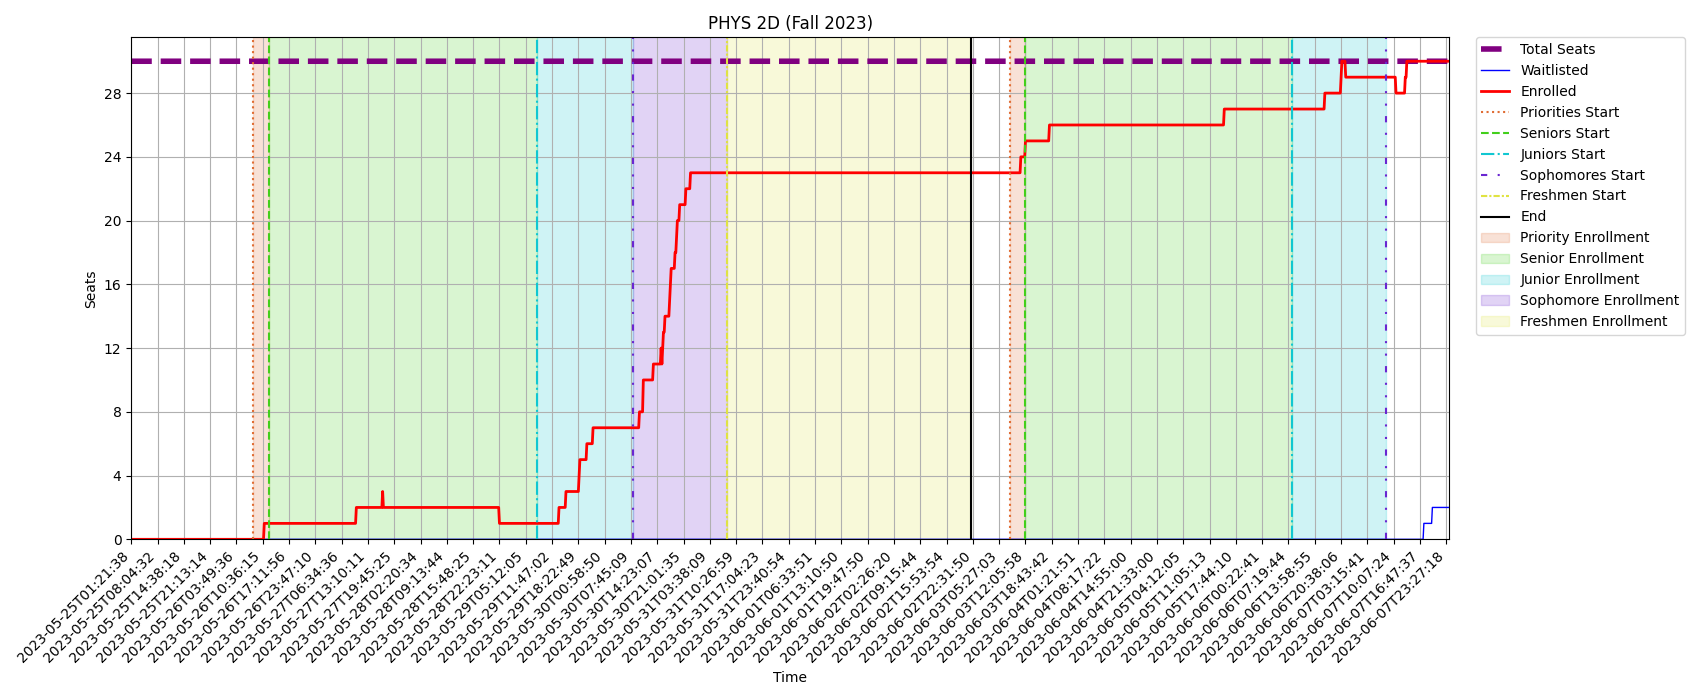 PHYS 2D (Fall 2023)
Seats
28
24
20
16
12
8
4
0
2023-05-25T01:21:38
2023-05-25T08:04:32
2023-05-25T14:38:18
2023-05-25T21:13:14
2023-05-26T03:49:36
2023-05-26T10:36:15
2023-05-26T17:11:56
2023-05-26T23:47:10
2023-05-27T06:34:36
2023-05-27T13:10:11
2023-05-27T19:45:25
2023-05-28T02:20:34
2023-05-28T09:13:44
2023-05-28T15:48:25
2023-05-28T22:23:11
2023-05-29T05:12:05
2023-05-29T11:47:02
2023-05-29T18:22:49
2023-05-30T00:58:50
2023-05-30T07:45:09
2023-05-30T14:23:07
2023-05-30T21:01:35
2023-05-31T03:38:09
2023-05-31T10:26:59
2023-05-31T17:04:23
2023-05-31T23:40:54
2023-06-01T06:33:51
2023-06-01T13:10:50
2023-06-01T19:47:50
2023-06-02T02:26:20
2023-06-02T09:15:44
2023-06-02T15:53:54
2023-06-02T22:31:50
2023-06-03T05:27:03
2023-06-03T12:05:58
2023-06-03T18:43:42
2023-06-04T01:21:51
2023-06-04T08:17:22
2023-06-04T14:55:00
2023-06-04T21:33:00
2023-06-05T04:12:05
2023-06-05T11:05:13
2023-06-05T17:44:10
2023-06-06T00:22:41
2023-06-06T07:19:44
2023-06-06T13:58:55
2023-06-06T20:38:06
2023-06-07T03:15:41
2023-06-07T10:07:24
2023-06-07T16:47:37
2023-06-07T23:27:18
Time
Total Seats
Waitlisted
Enrolled
Priorities Start
Seniors Start
Juniors Start
Sophomores Start
Freshmen Start
End
Priority Enrollment
Senior Enrollment
Junior Enrollment
Sophomore Enrollment
Freshmen Enrollment